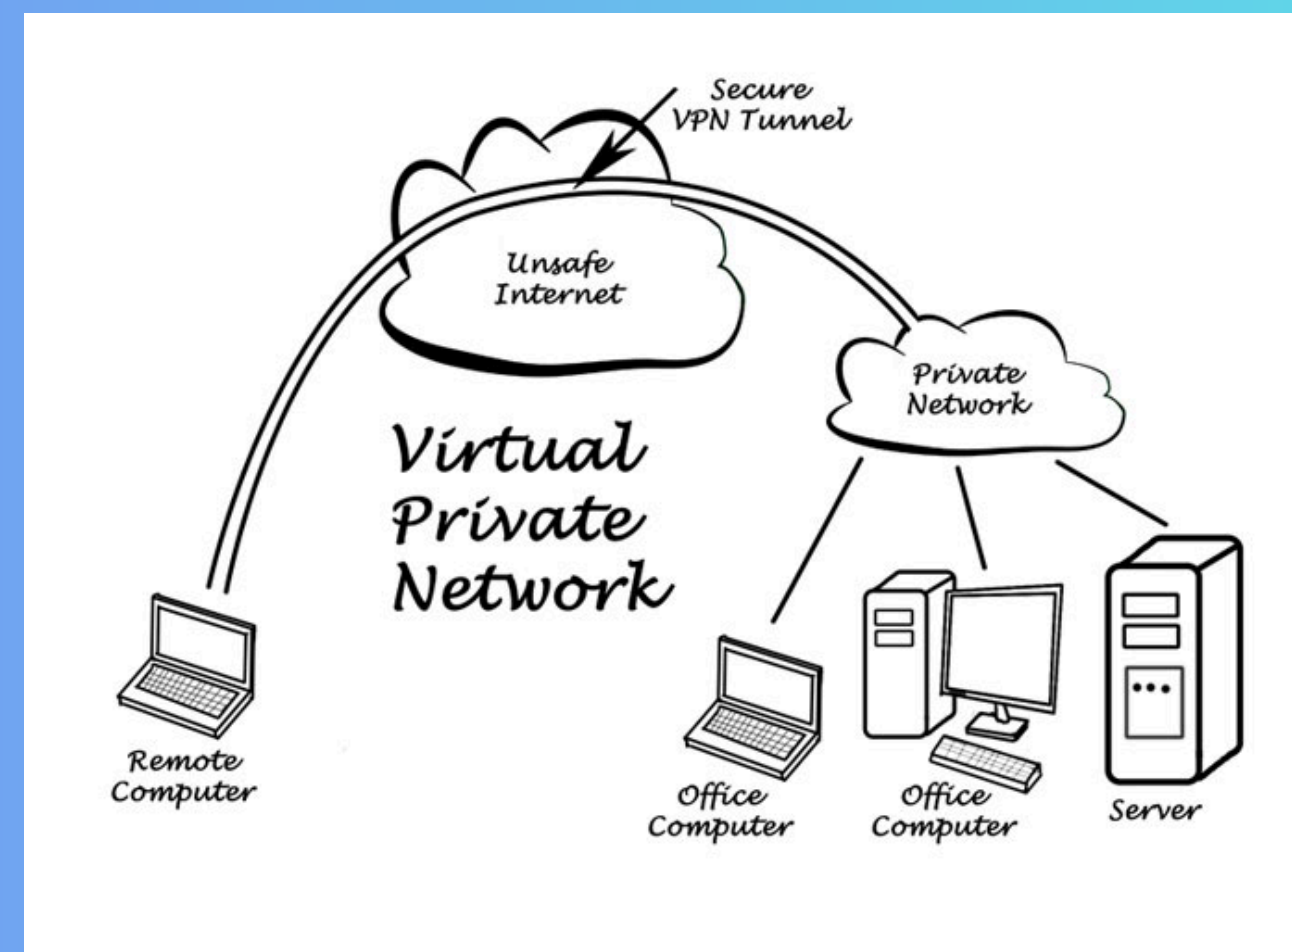 Secure
VPN Tunnel
Unsafe
Internet
Private
Network
Virtual
Private
Network
Remote
Computer
Office
Computer
Office
Computer
Server